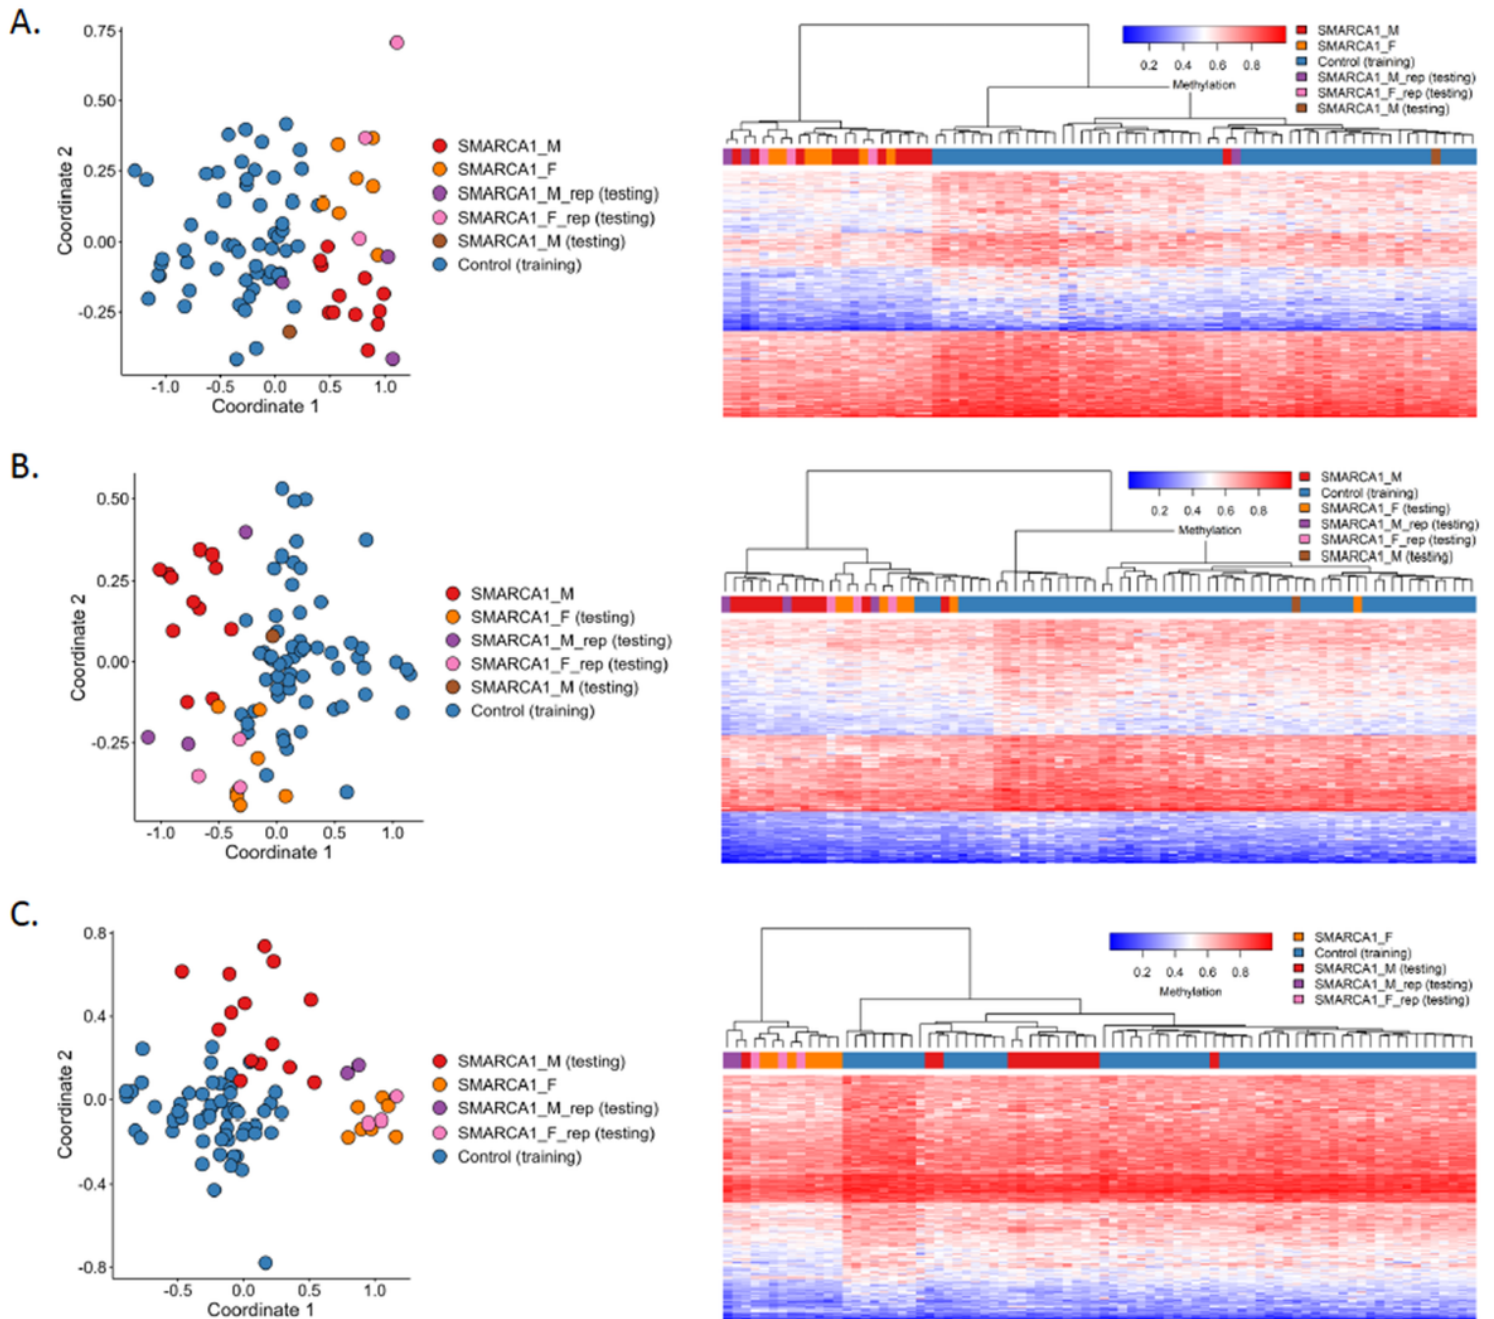 A.
0.75
0.50
0.25
0.00
-0.25
Coordinate 2
-1.0 -0.5 0.0 0.5 1.0
Coordinate 1
SMARCA1_M
SMARCA1_F
SMARCA1_M_rep (testing)
SMARCA1_F_rep (testing)
SMARCA1_M (testing)
Control (training)
0.2 0.4 0.6 0.8
Methylation
SMARCA1_M
SMARCA1_F
Control (training)
SMARCA1_M_rep (testing)
SMARCA1_F_rep (testing)
SMARCA1_M (testing)
B.
0.50
0.25
0.00
-0.25
Coordinate 2
-1.0 -0.5 0.0 0.5 1.0
Coordinate 1
SMARCA1_M
SMARCA1_F (testing)
SMARCA1_M_rep (testing)
SMARCA1_F_rep (testing)
SMARCA1_M (testing)
Control (training)
0.2 0.4 0.6 0.8
Methylation
SMARCA1_M
Control (training)
SMARCA1_F (testing)
SMARCA1_M_rep (testing)
SMARCA1_F_rep (testing)
SMARCA1_M (testing)
C.
0.8
0.4
0.0
-0.4
-0.8
Coordinate 2
-0.5 0.0 0.5 1.0
Coordinate 1
SMARCA1_M (testing)
SMARCA1_F
SMARCA1_M_rep (testing)
SMARCA1_F_rep (testing)
Control (training)
0.2 0.4 0.6 0.8
Methylation
SMARCA1_F
Control (training)
SMARCA1_M (testing)
SMARCA1_M_rep (testing)
SMARCA1_F_rep (testing)